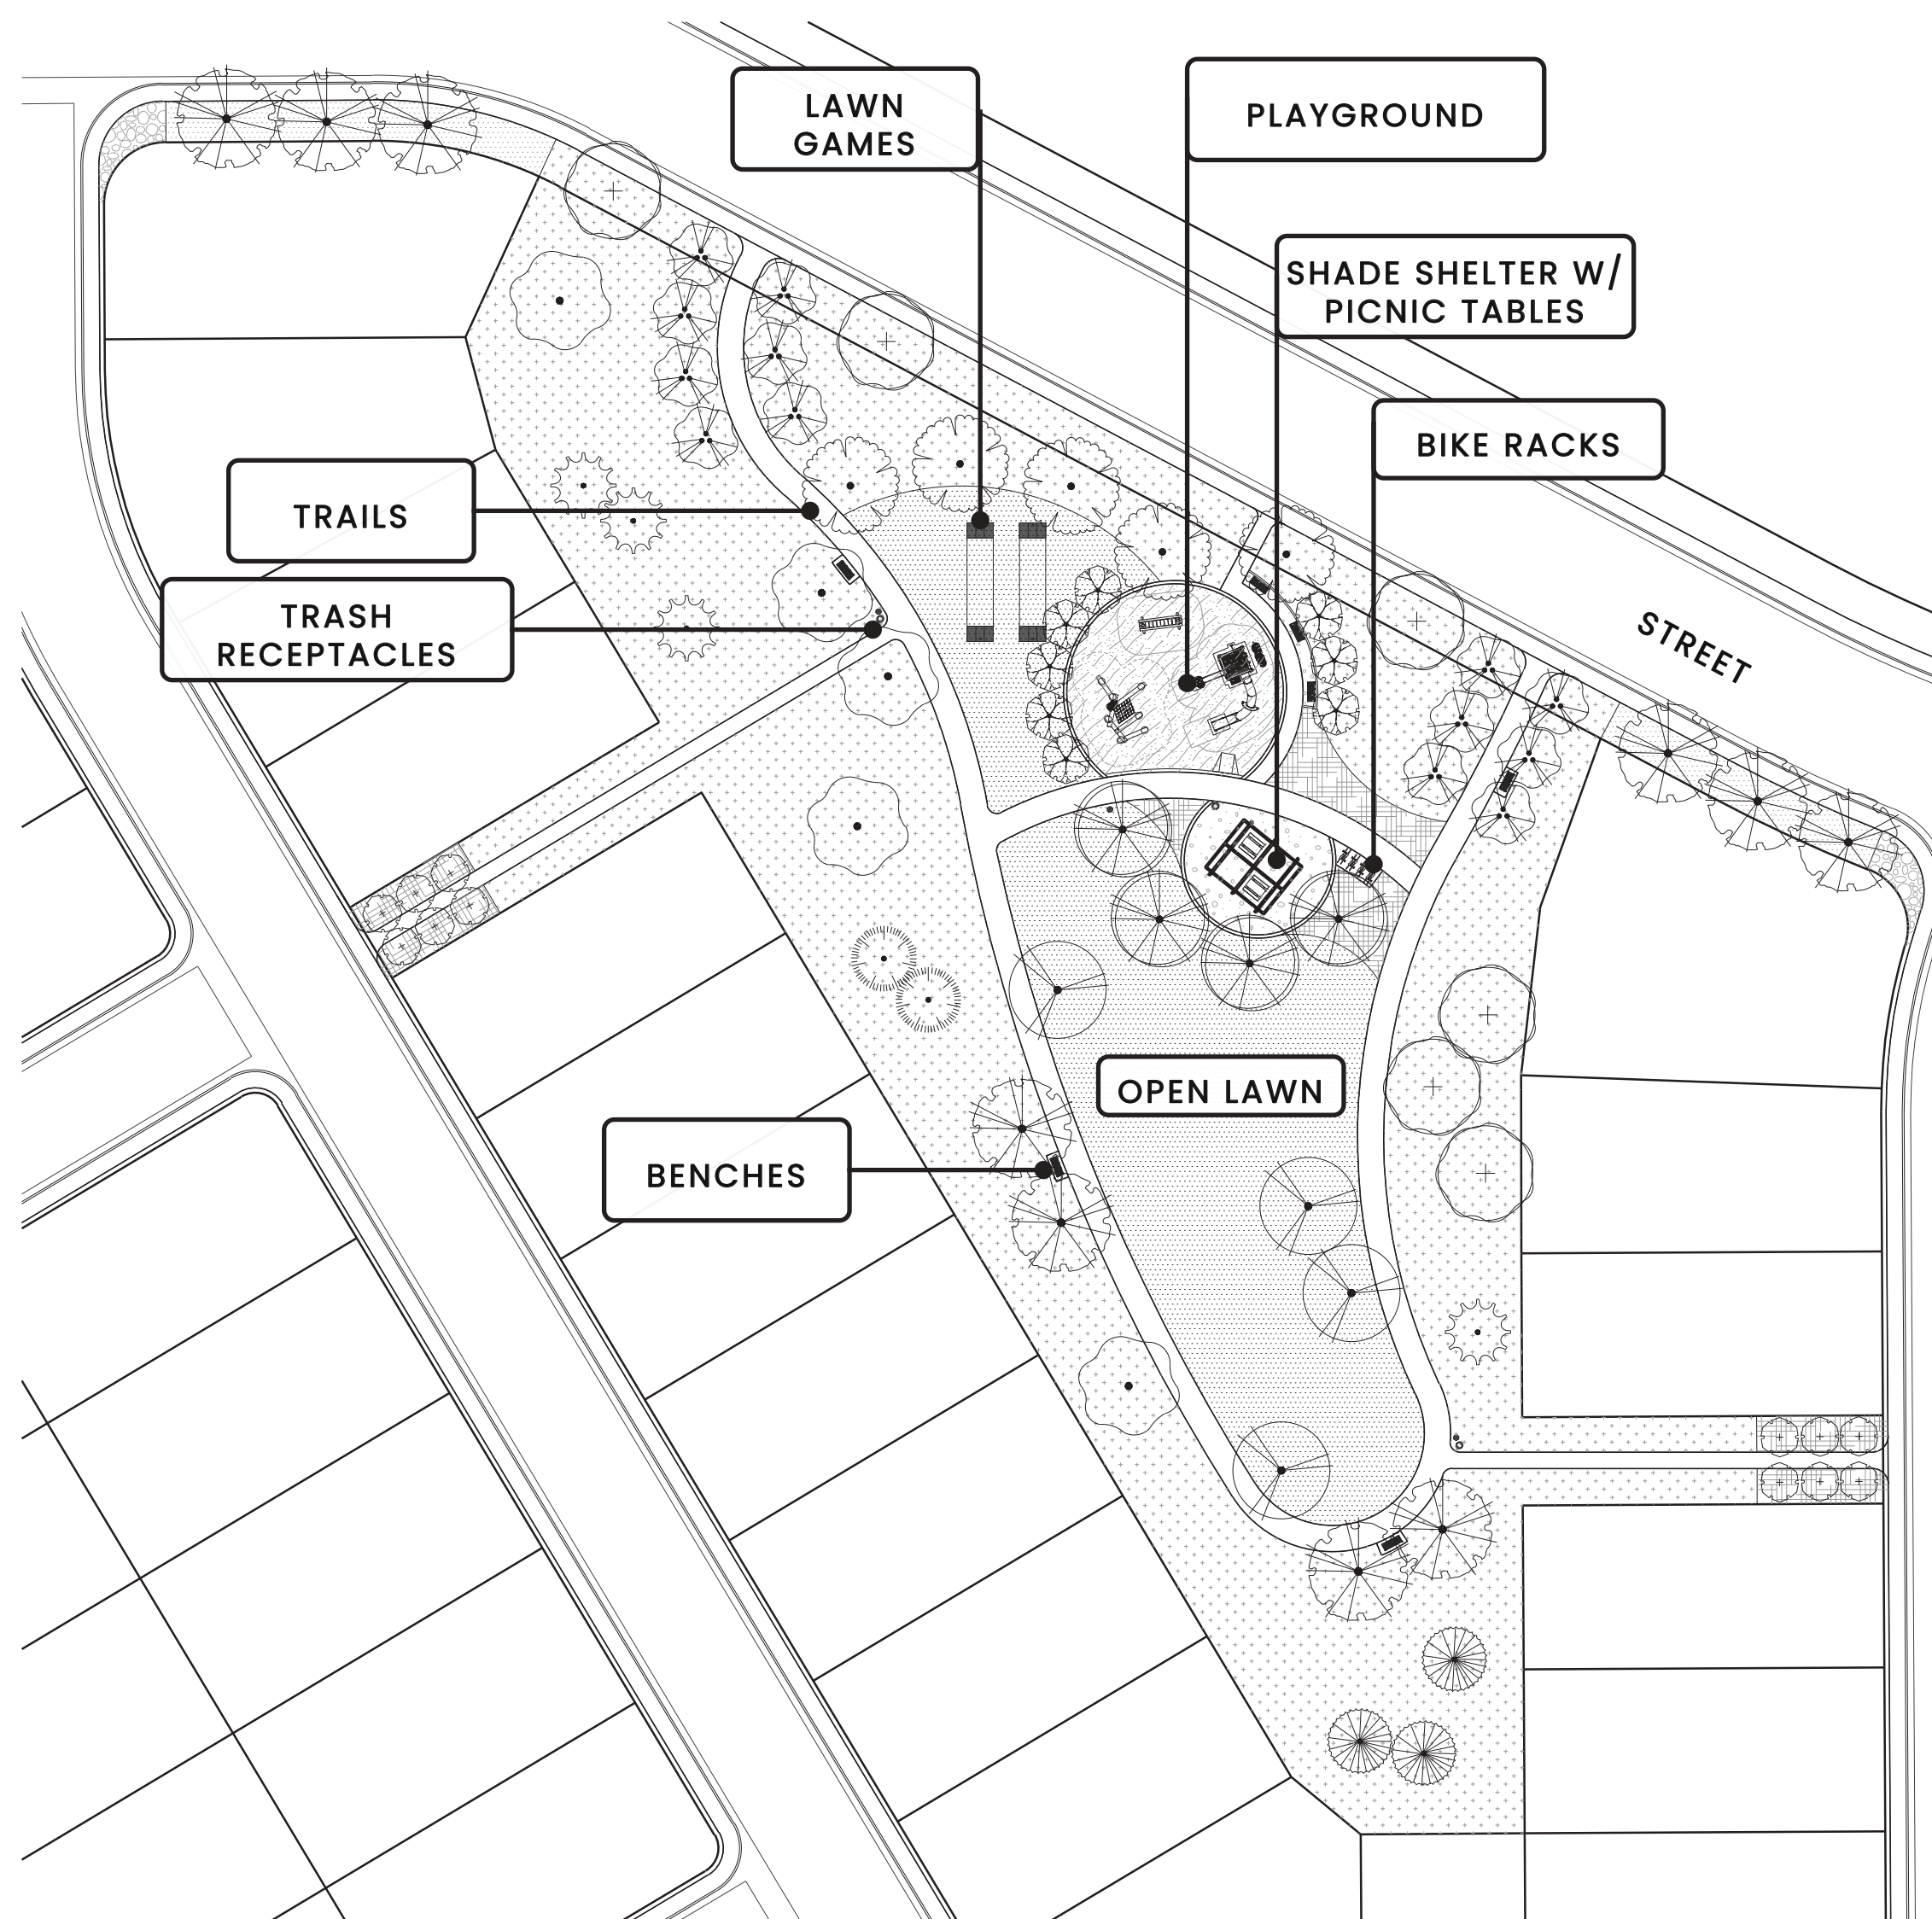 LAWN
GAMES
PLAYGROUND
SHADE SHELTER W/
PICNIC TABLES
BIKE RACKS
TRAILS
TRASH
RECEPTACLES
STREET
OPEN LAWN
BENCHES